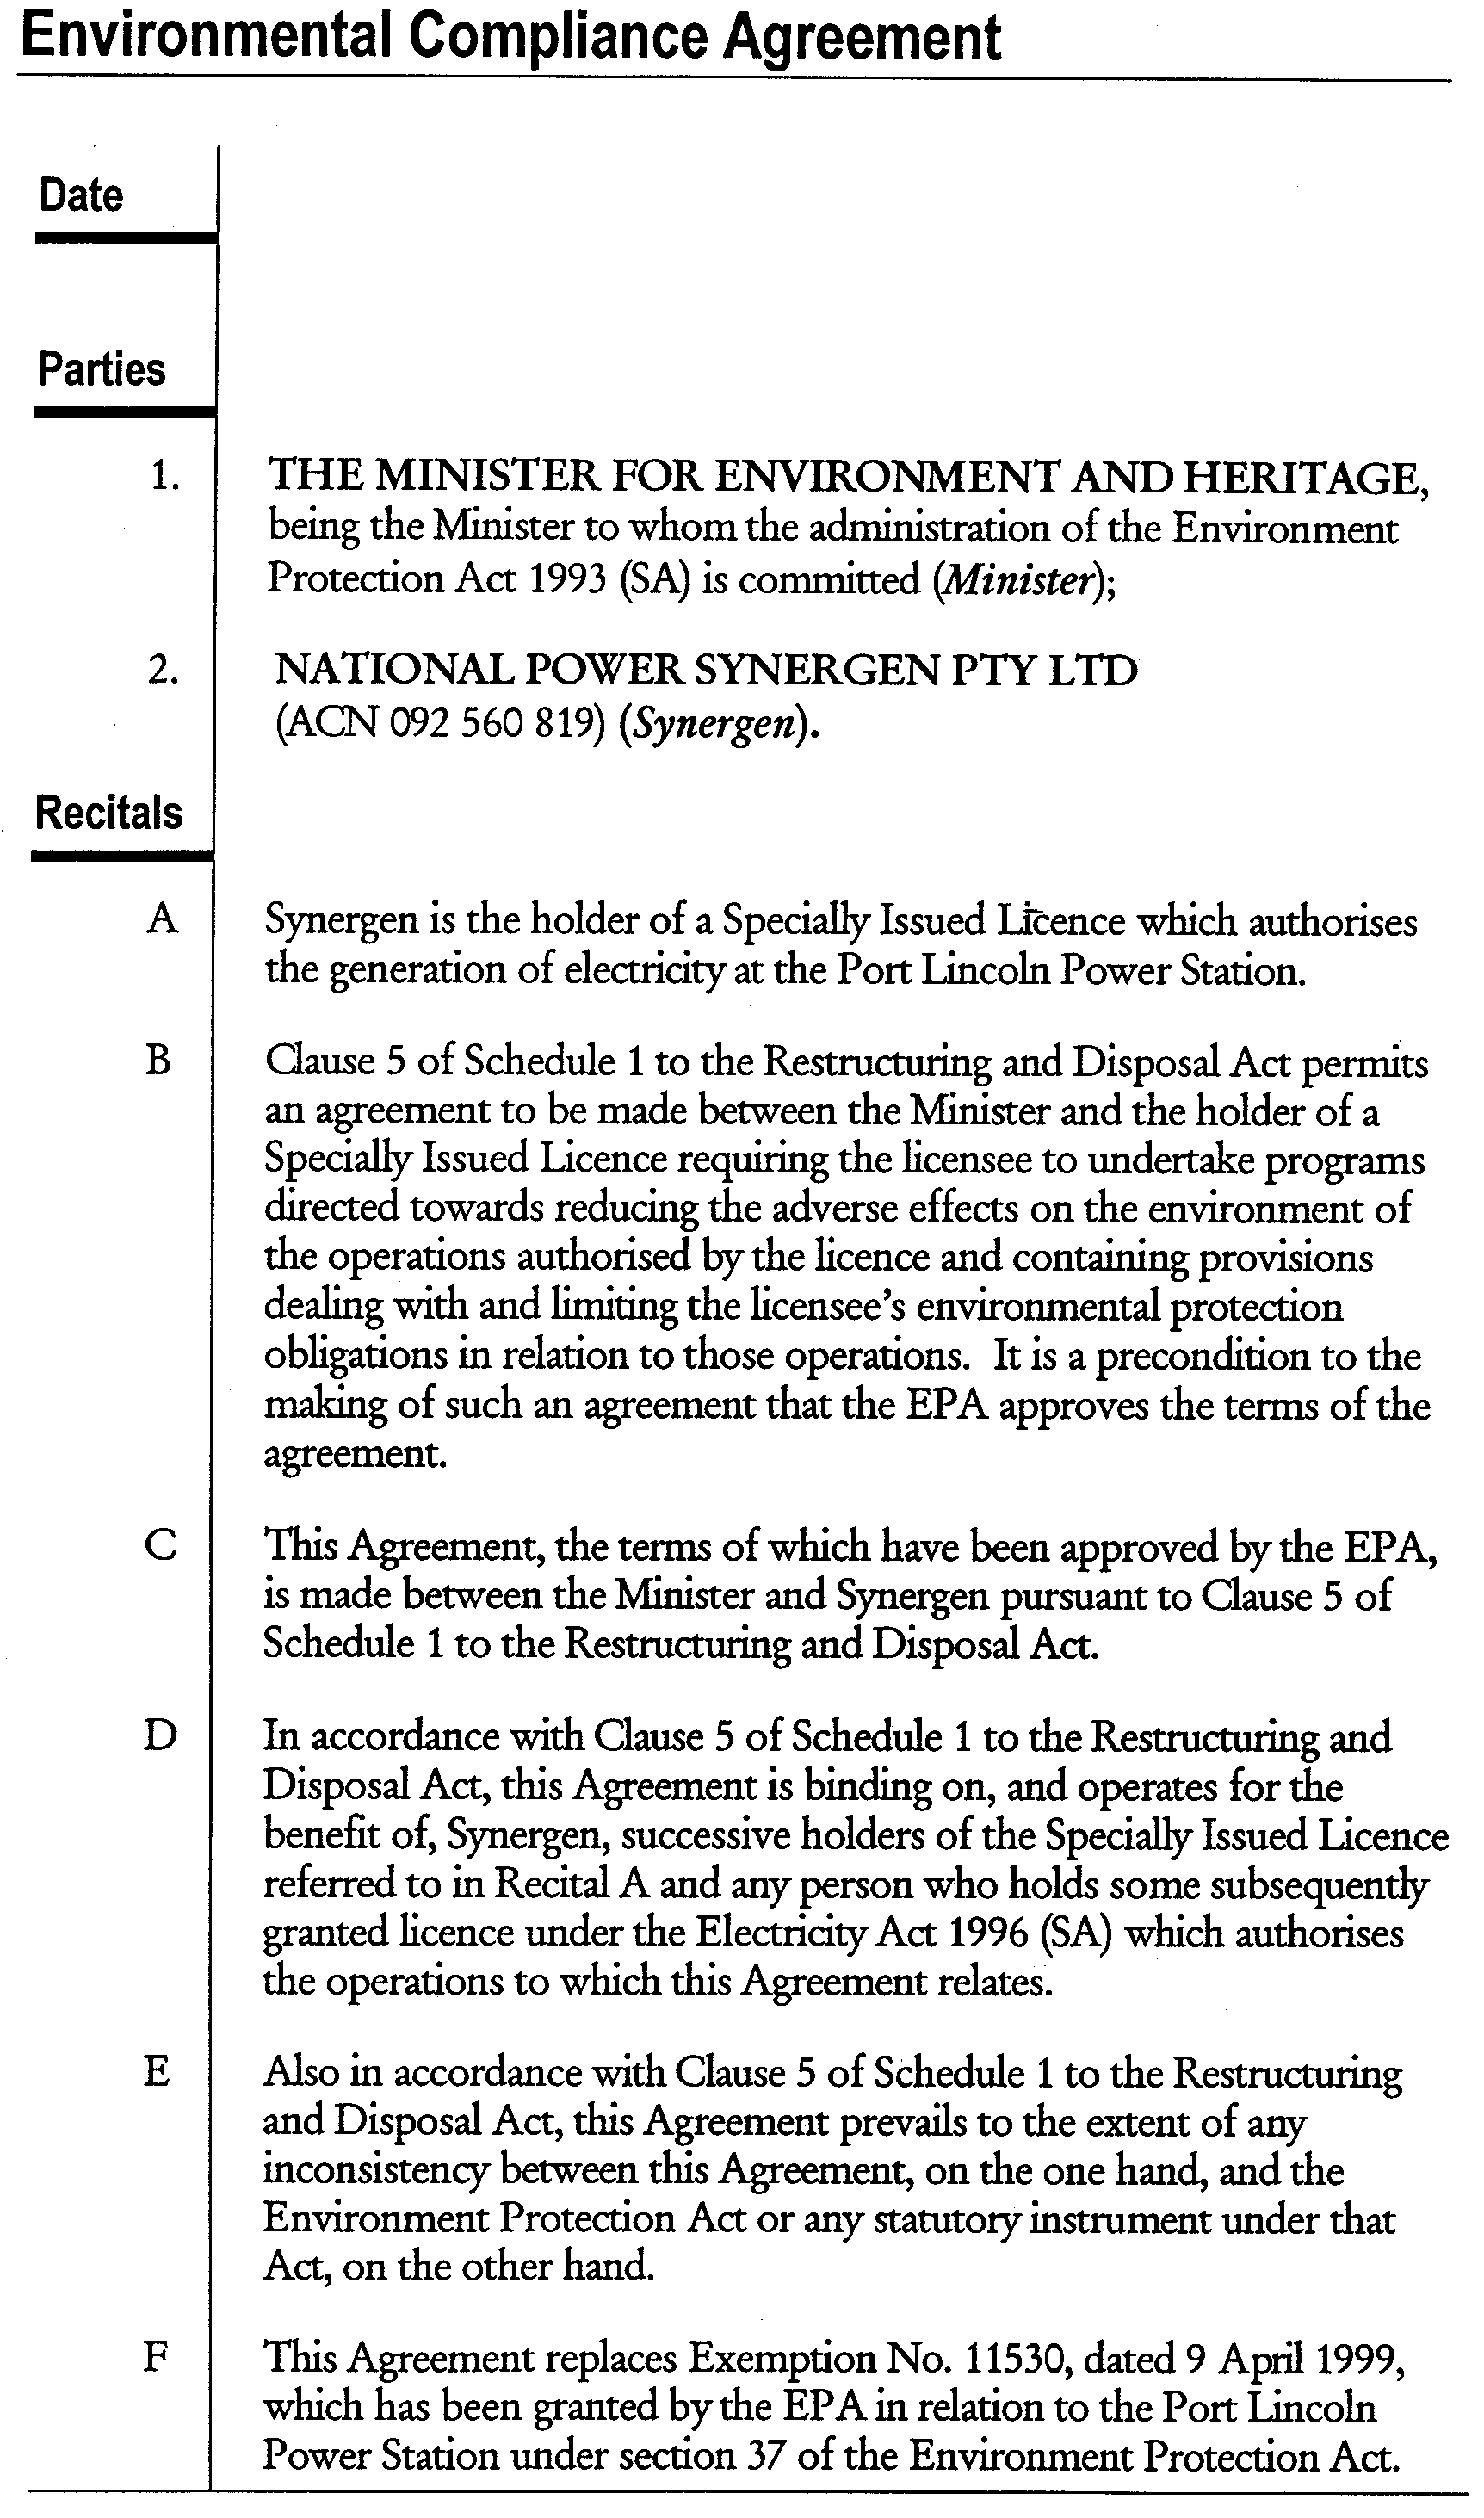 Environmental Compliance Agreement
Date
Parties
1. THE MINISTER FOR ENVIRONMENT AND HERITAGE,
being the Minister to whom the administration of the Environment
Protection Act 1993 (SA) is committed (Minister);
2. NATIONAL POWER SYNERGEN PTY LTD
(ACN 092 560 819) (Synergen).
Recitals
A Synergen is the holder of a Specially Issued Licence which authorises
the generation of electricity at the Port Lincoln Power Station.
B Clause 5 of Schedule 1 to the Restructuring and Disposal Act permits
an agreement to be made between the Minister and the holder of a
Specially Issued Licence requiring the licensee to undertake programs
directed towards reducing the adverse effects on the environment of
the operations authorised by the licence and containing provisions
dealing with and limiting the licensee's environmental protection
obligations in relation to those operations. It is a precondition to the
making of such an agreement that the EPA approves the terms of the
agreement.
C This Agreement, the terms of which have been approved by the EPA,
is made between the Minister and Synergen pursuant to Clause 5 of
Schedule 1 to the Restructuring and Disposal Act.
D In accordance with Clause 5 of Schedule 1 to the Restructuring and
Disposal Act, this Agreement is binding on, and operates for the
benefit of, Synergen, successive holders of the Specially Issued Licence
referred to in Recital A and any person who holds some subsequently
granted licence under the Electricity Act 1996 (SA) which authorises
the operations to which this Agreement relates.
E Also in accordance with Clause 5 of Schedule 1 to the Restructuring
and Disposal Act, this Agreement prevails to the extent of any
inconsistency between this Agreement, on the one hand, and the
Environment Protection Act or any statutory instrument under that
Act, on the other hand.
F This Agreement replaces Exemption No. 11530, dated 9 April 1999,
which has been granted by the EPA in relation to the Port Lincoln
Power Station under section 37 of the Environment Protection Act.